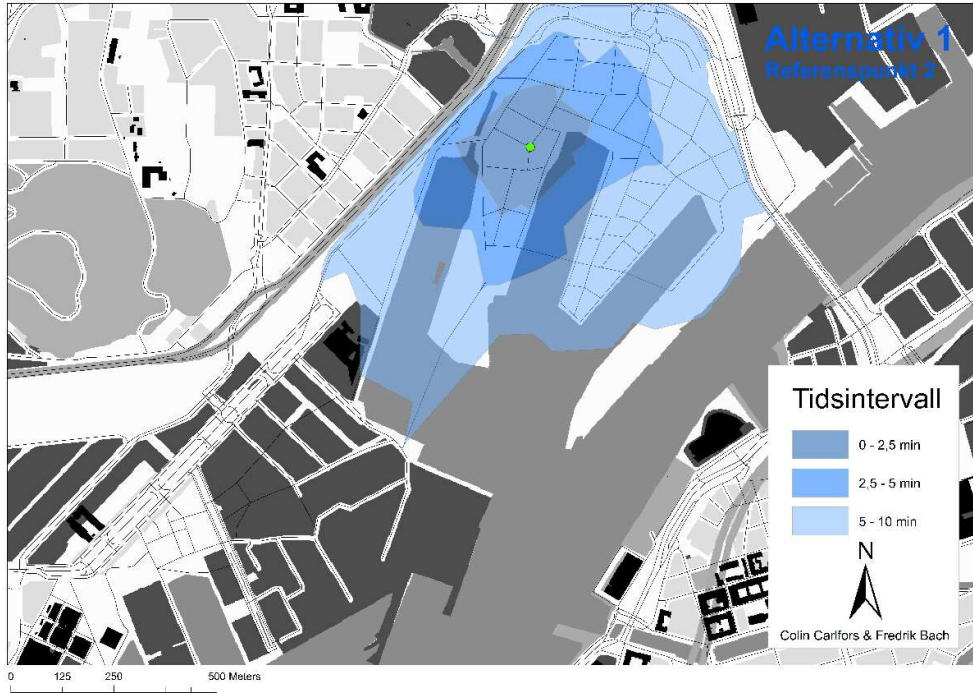 Alternativ 1
Referenspunkt 2
Tidsintervall
0 - 2,5 min
2,5 - 5 min
5 - 10 min
N
Colin Carlfors & Fredrik Bach
0 125 250 500 Meters